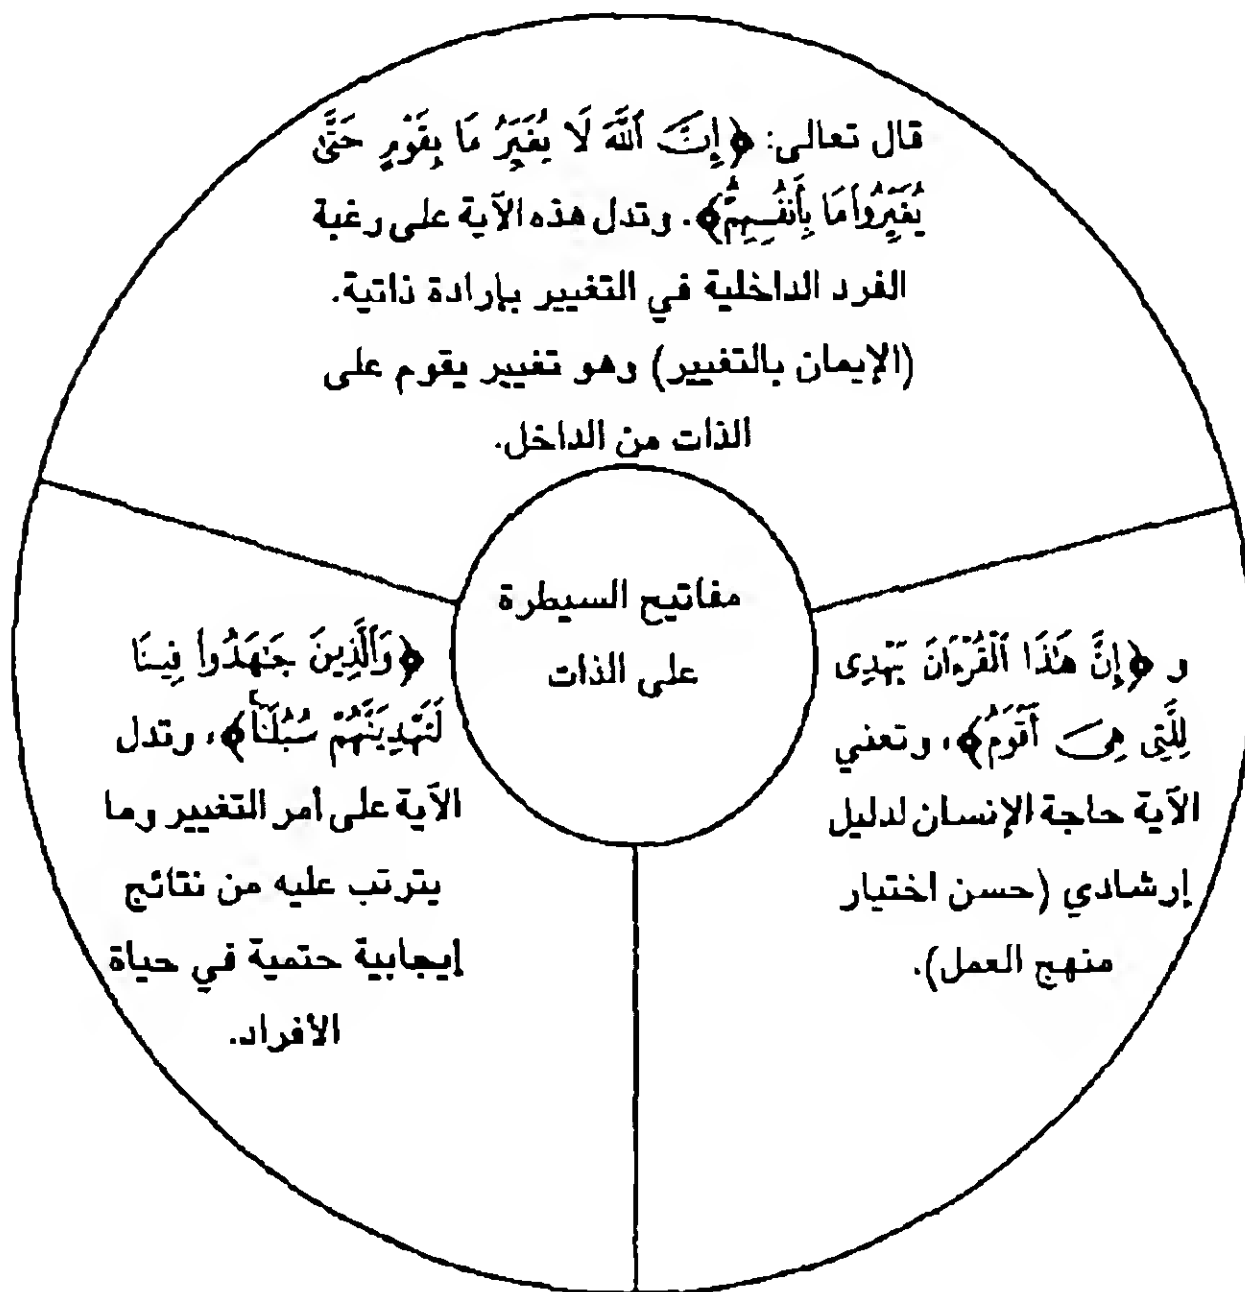 قال تعالى: ﴿إِنَّ ٱللَّهَ لَا يُغَيِّرُ مَا بِقَوْمٍ حَتَّىٰ
يُغَيِّرُوا۟ مَا بِأَنفُسِهِمْ﴾. وتدل هذه الآية على رغبة
الفرد الداخلية في التغيير بإرادة ذاتية.
(الإيمان بالتغيير) وهو تغيير يقوم على
الذات من الداخل.
مفاتيح السيطرة
على الذات
و ﴿إِنَّ هَٰذَا ٱلْقُرْءَانَ يَهْدِى
لِلَّتِى هِىَ أَقْوَمُ﴾، وتعني
الآية حاجة الإنسان لدليل
إرشادي (حسن اختيار
منهج العمل).
﴿وَٱلَّذِينَ جَٰهَدُوا۟ فِينَا
لَنَهْدِيَنَّهُمْ سُبُلَنَا﴾، وتدل
الآية على أمر التغيير وما
يترتب عليه من نتائج
إيجابية حتمية في حياة
الأفراد.